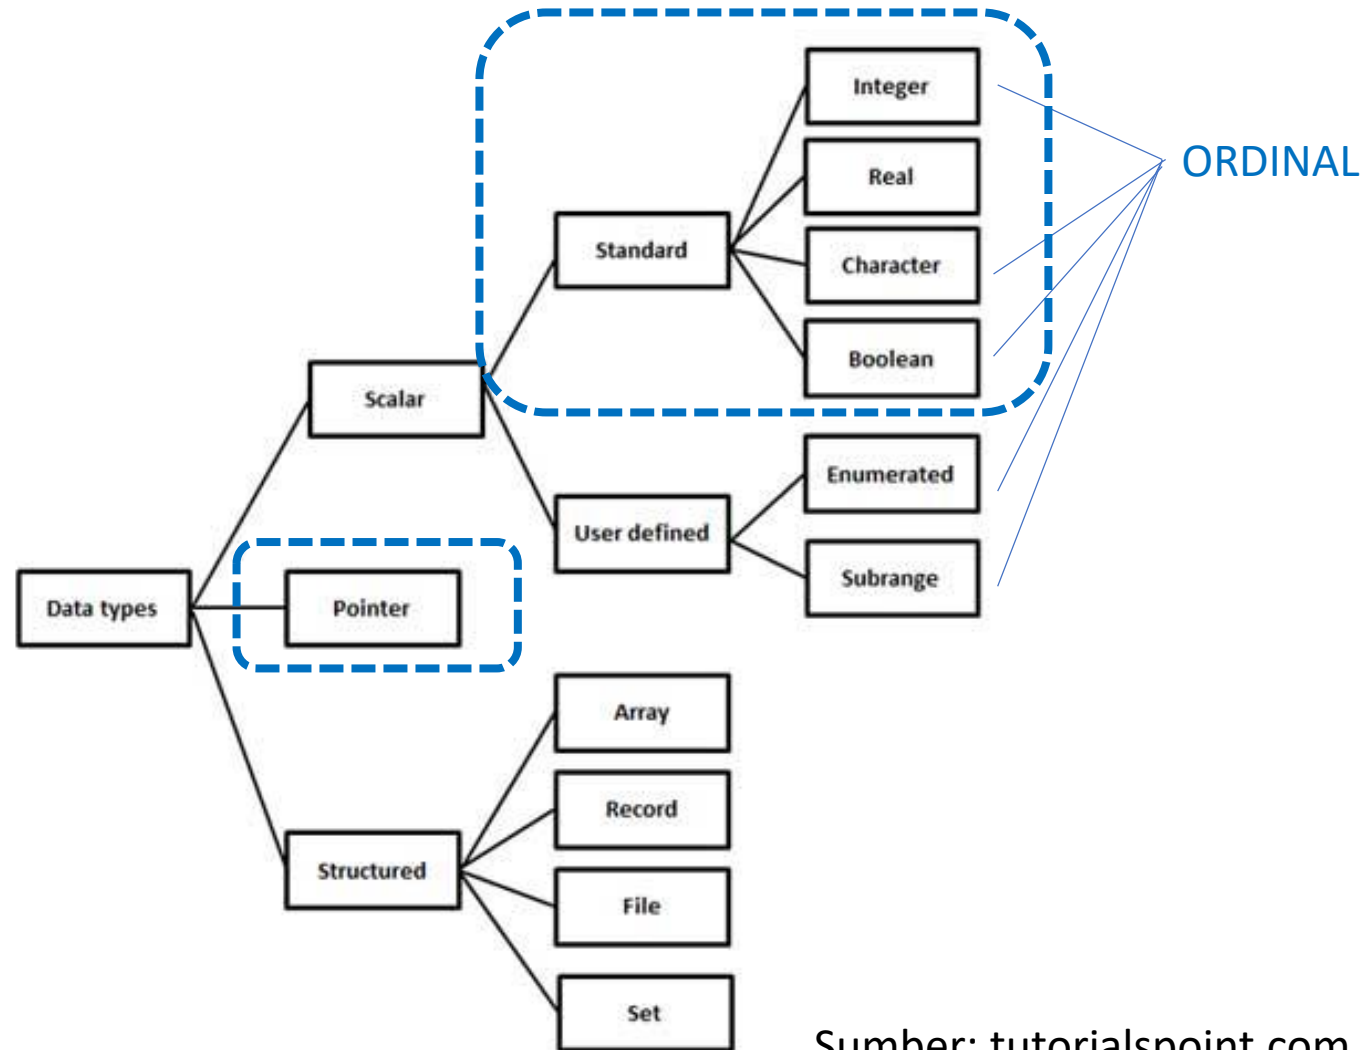 Integer
ORDINAL
Real
Standard
Character
Boolean
Scalar
Enumerated
User defined
Subrange
Data types
Pointer
Array
Record
Structured
File
Set
Sumber: tutorialspoint.com